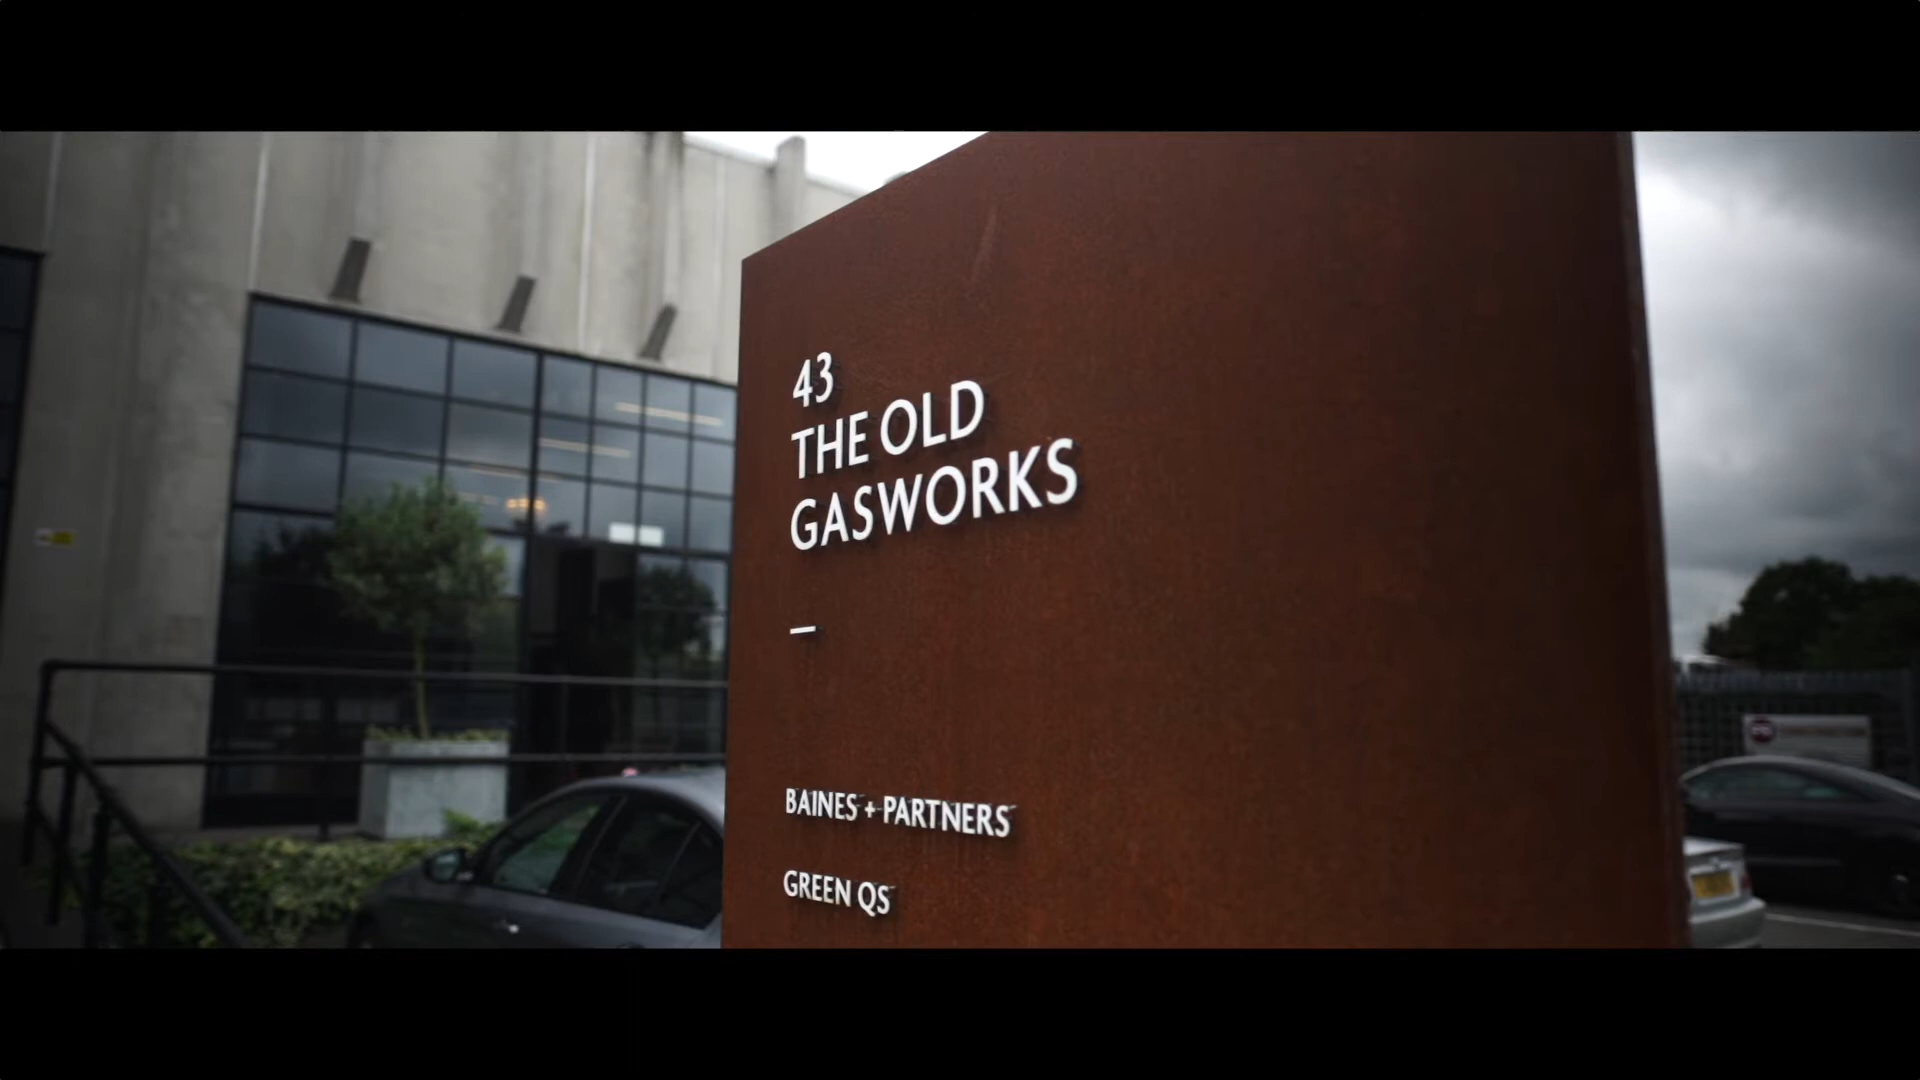 43
THE OLD
GASWORKS
BAINES + PARTNERS
GREEN QS